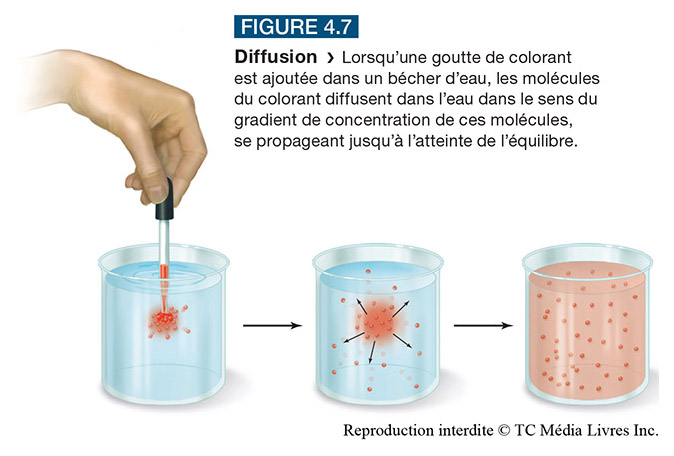 FIGURE 4.7
Diffusion › Lorsqu'une goutte de colorant
est ajoutée dans un bécher d'eau, les molécules
du colorant diffusent dans l'eau dans le sens du
gradient de concentration de ces molécules,
se propageant jusqu'à l'atteinte de l'équilibre.
Reproduction interdite © TC Média Livres Inc.